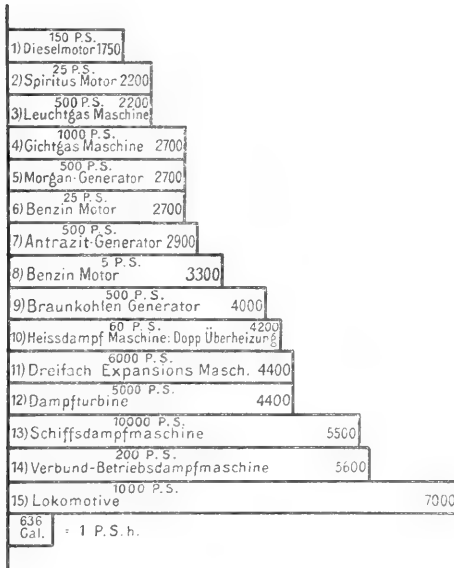 150 P.S.
1) Dieselmotor 1750
25 P.S.
2) Spiritus Motor 2200
500 P.S. 2200
3) Leuchtgas Maschine
1000 P.S.
4) Gichtgas Maschine 2700
500 P.S.
5) Morgan-Generator 2700
25 P.S.
6) Benzin Motor 2700
500 P.S.
7) Antrazit-Generator 2900
5 P.S.
8) Benzin Motor 3300
500 P.S.
9) Braunkohlen Generator 4000
60 P.S. 4200
10) Heissdampf Maschine: Dopp Überheizung
6000 P.S.
11) Dreifach Expansions Masch. 4400
5000 P.S.
12) Dampfturbine 4400
10000 P.S.
13) Schiffsdampfmaschine 5500
200 P.S.
14) Verbund-Betriebsdampfmaschine 5600
1000 P.S.
15) Lokomotive 7000
636
Cal. = 1 P.S.h.